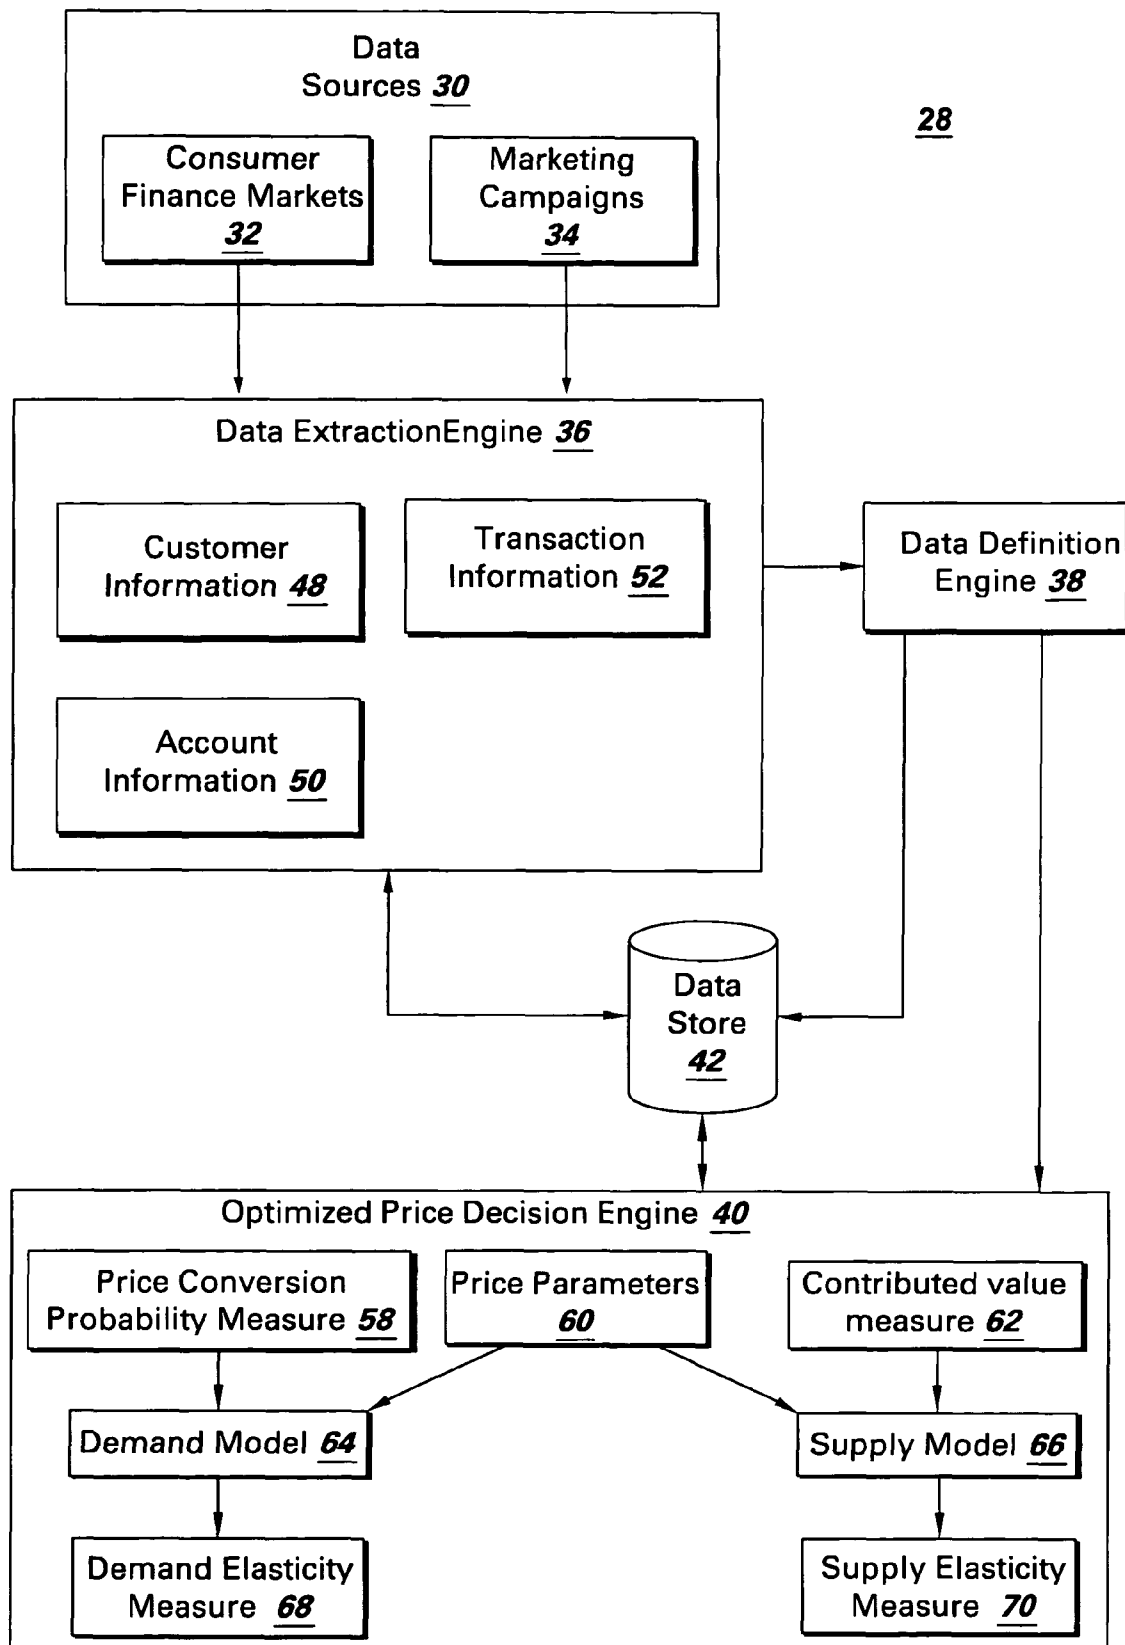 Data
Sources 30
28
Consumer
Finance Markets
32
Marketing
Campaigns
34
Data ExtractionEngine 36
Customer
Information 48
Transaction
Information 52
Data Definition
Engine 38
Account
Information 50
Data
Store
42
Optimized Price Decision Engine 40
Price Conversion
Probability Measure 58
Price Parameters
60
Contributed value
measure 62
Demand Model 64
Supply Model 66
Demand Elasticity
Measure 68
Supply Elasticity
Measure 70